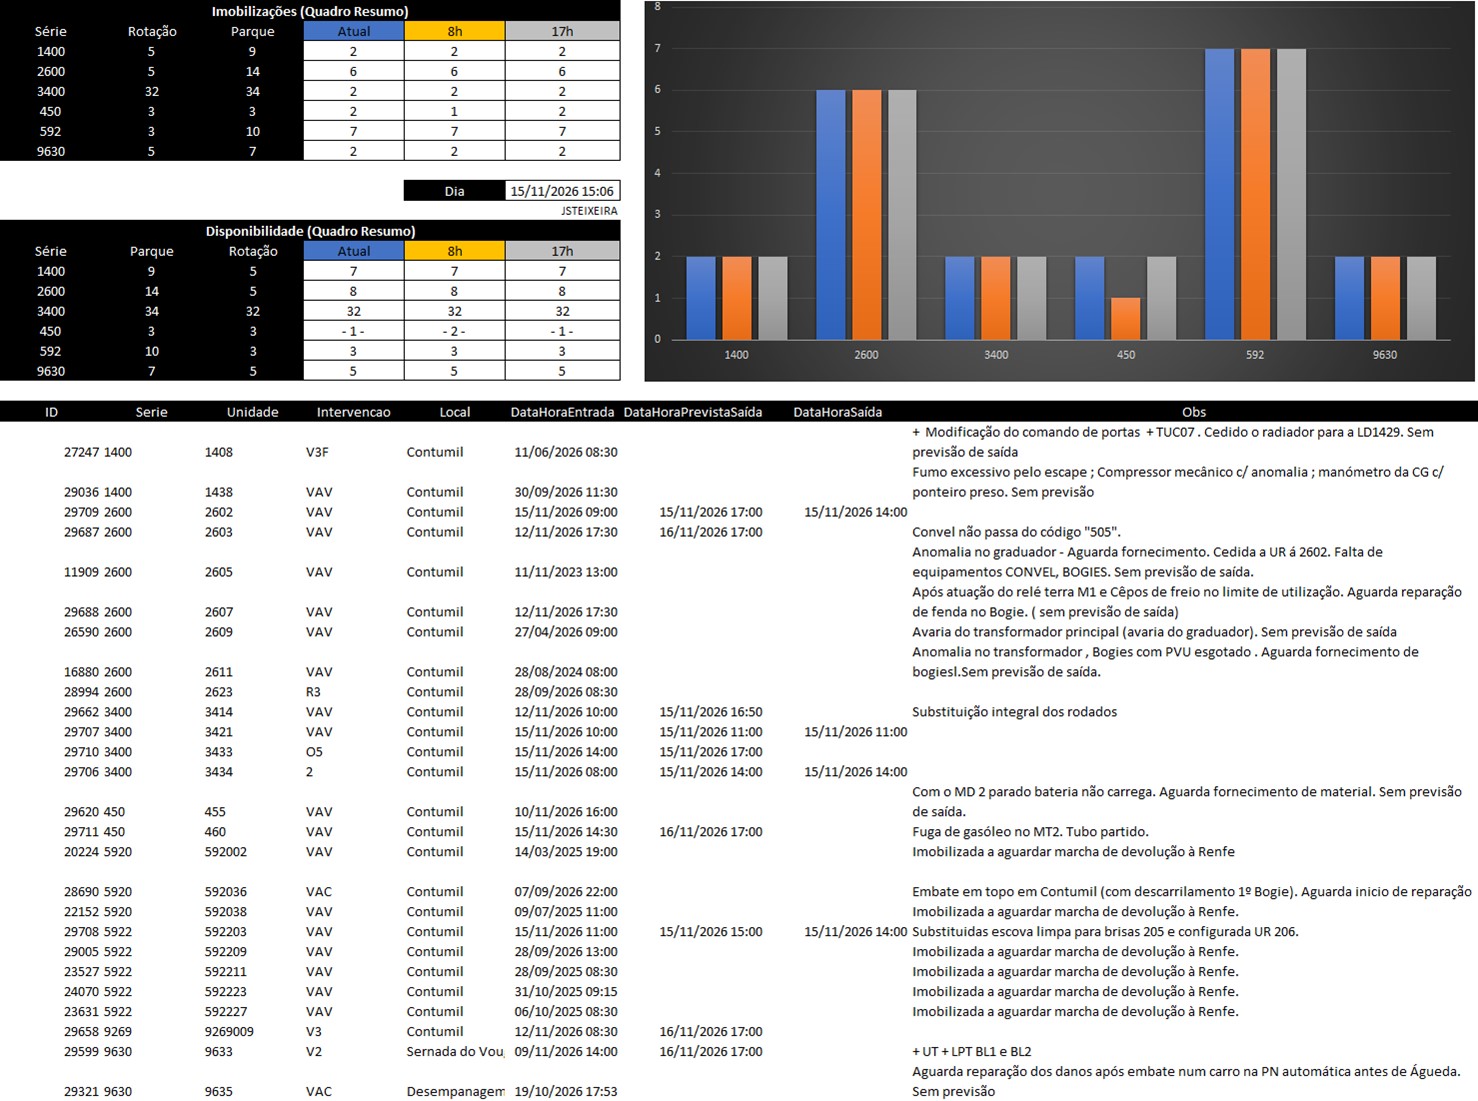 Imobilizações (Quadro Resumo)
Série Rotação Parque Atual 8h 17h
1400 5 9 2 2 2
2600 5 14 6 6 6
3400 32 34 2 2 2
450 3 3 2 1 2
592 3 10 7 7 7
9630 5 7 2 2 2
Dia 15/11/2026 15:06
JSTEIXEIRA
Disponibilidade (Quadro Resumo)
Série Parque Rotação Atual 8h 17h
1400 9 5 7 7 7
2600 14 5 8 8 8
3400 34 32 32 32 32
450 3 3 - 1 - - 2 - - 1 -
592 10 3 3 3 3
9630 7 5 5 5 5
8
7
6
5
4
3
2
1
0
1400 2600 3400 450 592 9630
ID Serie Unidade Intervencao Local DataHoraEntrada DataHoraPrevistaSaída DataHoraSaída Obs
+ Modificação do comando de portas + TUC07 . Cedido o radiador para a LD1429. Sem
27247 1400 1408 V3F Contumil 11/06/2026 08:30 previsão de saída
Fumo excessivo pelo escape ; Compressor mecânico c/ anomalia ; manómetro da CG c/
29036 1400 1438 VAV Contumil 30/09/2026 11:30 ponteiro preso. Sem previsão
29709 2600 2602 VAV Contumil 15/11/2026 09:00 15/11/2026 17:00 15/11/2026 14:00
29687 2600 2603 VAV Contumil 12/11/2026 17:30 16/11/2026 17:00 Convel não passa do código "505".
Anomalia no graduador - Aguarda fornecimento. Cedida a UR á 2602. Falta de
11909 2600 2605 VAV Contumil 11/11/2023 13:00 equipamentos CONVEL, BOGIES. Sem previsão de saída.
Após atuação do relé terra M1 e Cêpos de freio no limite de utilização. Aguarda reparação
29688 2600 2607 VAV Contumil 12/11/2026 17:30 de fenda no Bogie. ( sem previsão de saída)
26590 2600 2609 VAV Contumil 27/04/2026 09:00 Avaria do transformador principal (avaria do graduador). Sem previsão de saída
Anomalia no transformador , Bogies com PVU esgotado . Aguarda fornecimento de
16880 2600 2611 VAV Contumil 28/08/2024 08:00 bogiesl.Sem previsão de saída.
28994 2600 2623 R3 Contumil 28/09/2026 08:30
29662 3400 3414 VAV Contumil 12/11/2026 10:00 15/11/2026 16:50 Substituição integral dos rodados
29707 3400 3421 VAV Contumil 15/11/2026 10:00 15/11/2026 11:00 15/11/2026 11:00
29710 3400 3433 O5 Contumil 15/11/2026 14:00 15/11/2026 17:00
29706 3400 3434 2 Contumil 15/11/2026 08:00 15/11/2026 14:00 15/11/2026 14:00
Com o MD 2 parado bateria não carrega. Aguarda fornecimento de material. Sem previsão
29620 450 455 VAV Contumil 10/11/2026 16:00 de saída.
29711 450 460 VAV Contumil 15/11/2026 14:30 16/11/2026 17:00 Fuga de gasóleo no MT2. Tubo partido.
20224 5920 592002 VAV Contumil 14/03/2025 19:00 Imobilizada a aguardar marcha de devolução à Renfe
28690 5920 592036 VAC Contumil 07/09/2026 22:00 Embate em topo em Contumil (com descarrilamento 1º Bogie). Aguarda inicio de reparação
22152 5920 592038 VAV Contumil 09/07/2025 11:00 Imobilizada a aguardar marcha de devolução à Renfe.
29708 5922 592203 VAV Contumil 15/11/2026 11:00 15/11/2026 15:00 15/11/2026 14:00 Substituidas escova limpa para brisas 205 e configurada UR 206.
29005 5922 592209 VAV Contumil 28/09/2026 13:00 Imobilizada a aguardar marcha de devolução à Renfe.
23527 5922 592211 VAV Contumil 28/09/2025 08:30 Imobilizada a aguardar marcha de devolução à Renfe.
24070 5922 592223 VAV Contumil 31/10/2025 09:15 Imobilizada a aguardar marcha de devolução à Renfe.
23631 5922 592227 VAV Contumil 06/10/2025 08:30 Imobilizada a aguardar marcha de devolução à Renfe.
29658 9269 9269009 V3 Contumil 12/11/2026 08:30 16/11/2026 17:00
29599 9630 9633 V2 Sernada do Vou 09/11/2026 14:00 16/11/2026 17:00 + UT + LPT BL1 e BL2
Aguarda reparação dos danos após embate num carro na PN automática antes de Águeda.
29321 9630 9635 VAC Desempanagem 19/10/2026 17:53 Sem previsão